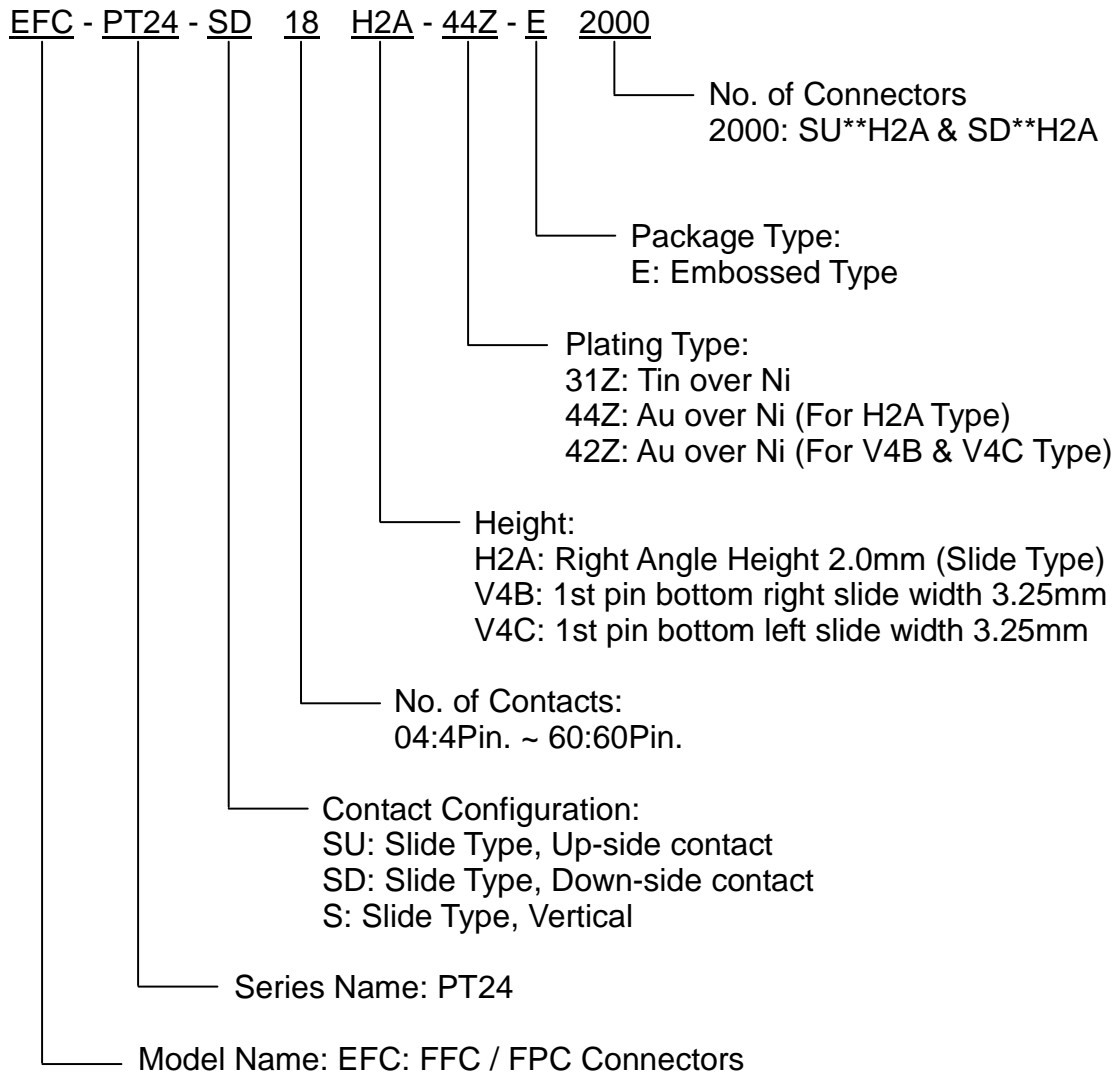 EFC - PT24 - SD 18 H2A - 44Z - E 2000
No. of Connectors
2000: SU**H2A & SD**H2A
Package Type:
E: Embossed Type
Plating Type:
31Z: Tin over Ni
44Z: Au over Ni (For H2A Type)
42Z: Au over Ni (For V4B & V4C Type)
Height:
H2A: Right Angle Height 2.0mm (Slide Type)
V4B: 1st pin bottom right slide width 3.25mm
V4C: 1st pin bottom left slide width 3.25mm
No. of Contacts:
04:4Pin. ~ 60:60Pin.
Contact Configuration:
SU: Slide Type, Up-side contact
SD: Slide Type, Down-side contact
S: Slide Type, Vertical
Series Name: PT24
Model Name: EFC: FFC / FPC Connectors